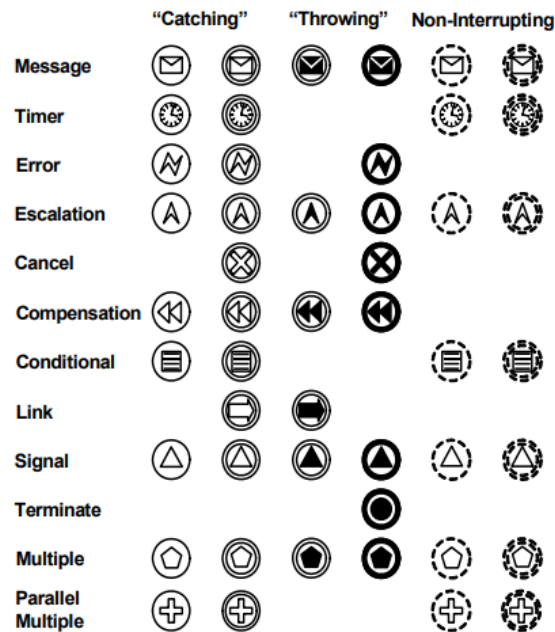 “Catching” “Throwing” Non-Interrupting
Message
Timer
Error
Escalation
Cancel
Compensation
Conditional
Link
Signal
Terminate
Multiple
Parallel
Multiple